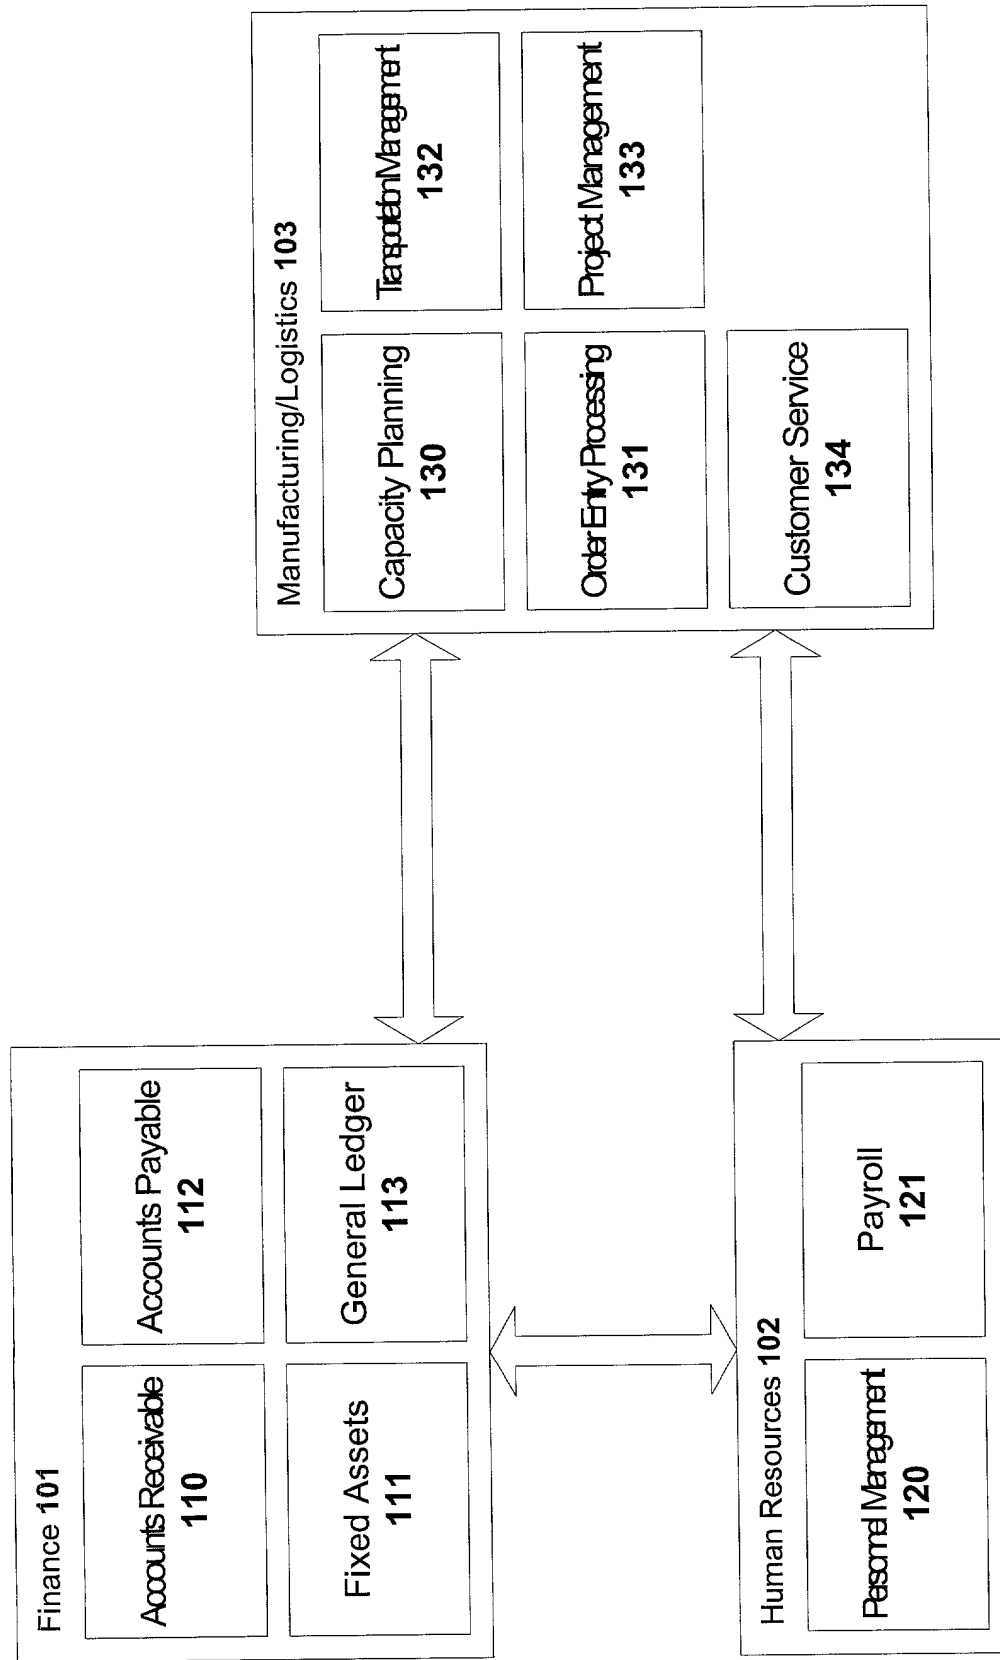 Finance 101
Accounts Receivable
110
Accounts Payable
112
Fixed Assets
111
General Ledger
113
Human Resources 102
Personnel Management
120
Payroll
121
Manufacturing/Logistics 103
Capacity Planning
130
Transportation Management
132
Order Entry Processing
131
Project Management
133
Customer Service
134